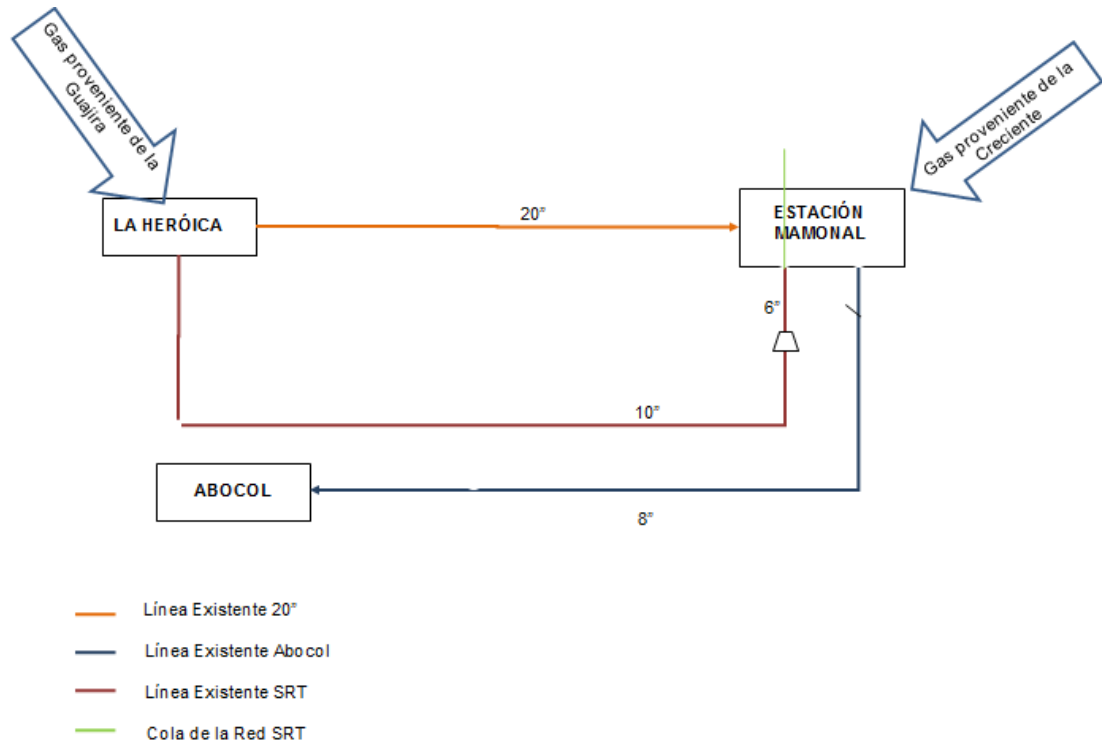 Gas proveniente de la
Guajira
Gas proveniente de la
Creciente
LA HERÓICA
20”
ESTACIÓN
MAMONAL
6”
10”
ABOCOL
8”
Línea Existente 20”
Línea Existente Abocol
Línea Existente SRT
Cola de la Red SRT